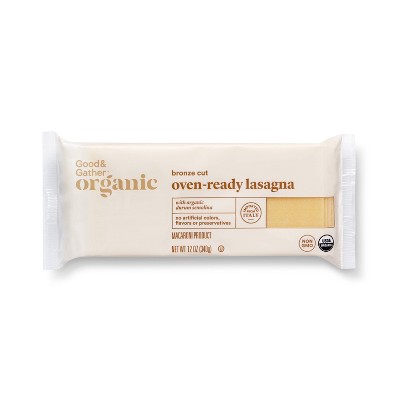 Good&
Gather
organic
bronze cut
oven-ready lasagna
with organic
durum semolina
no artificial colors,
flavors or preservatives
ITALY
MACARONI PRODUCT
NET WT 12 OZ (340g)
NON
GMO
USDA
ORGANIC